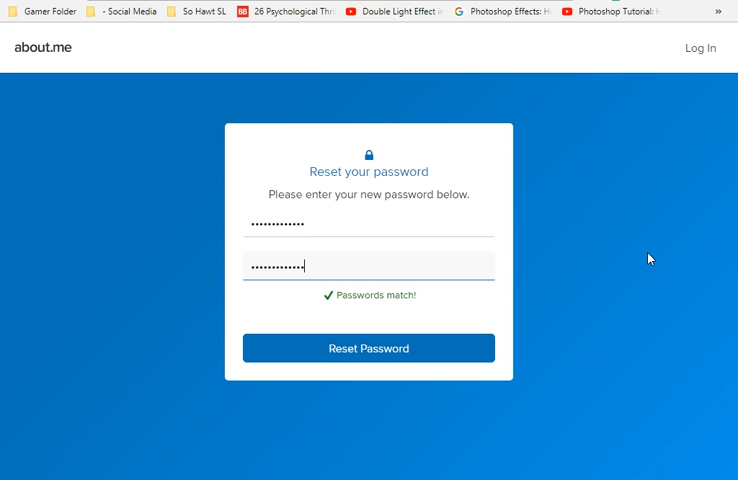 Gamer Folder - Social Media So Hawt SL BB 26 Psychological Thri Double Light Effect in Photoshop Effects: H Photoshop Tutorial: H »
about.me Log In
Reset your password
Please enter your new password below.
•••••••••••••
•••••••••••••
✓ Passwords match!
Reset Password